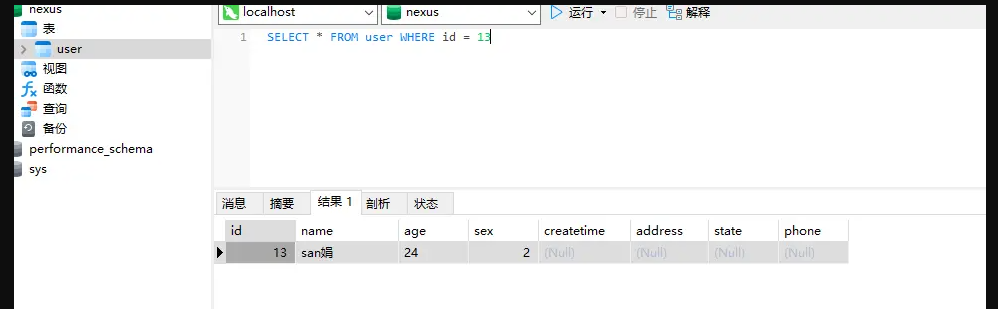 nexus
localhost
nexus
运行
停止
解释
表
user
视图
函数
查询
备份
performance_schema
sys
1
SELECT * FROM user WHERE id = 13
消息
摘要
结果 1
剖析
状态
id name age sex createtime address state phone
13 san娟 24 2 (Null) (Null) (Null) (Null)